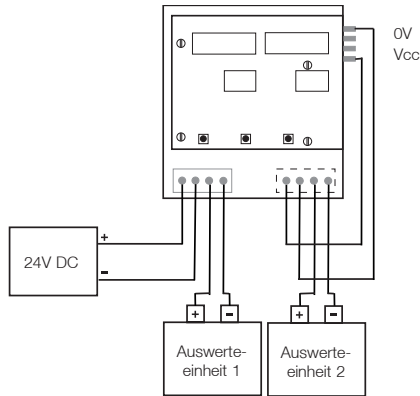 0V
Vcc
+
24V DC
-
+
-
+
-
Auswerte-
einheit 1
Auswerte-
einheit 2